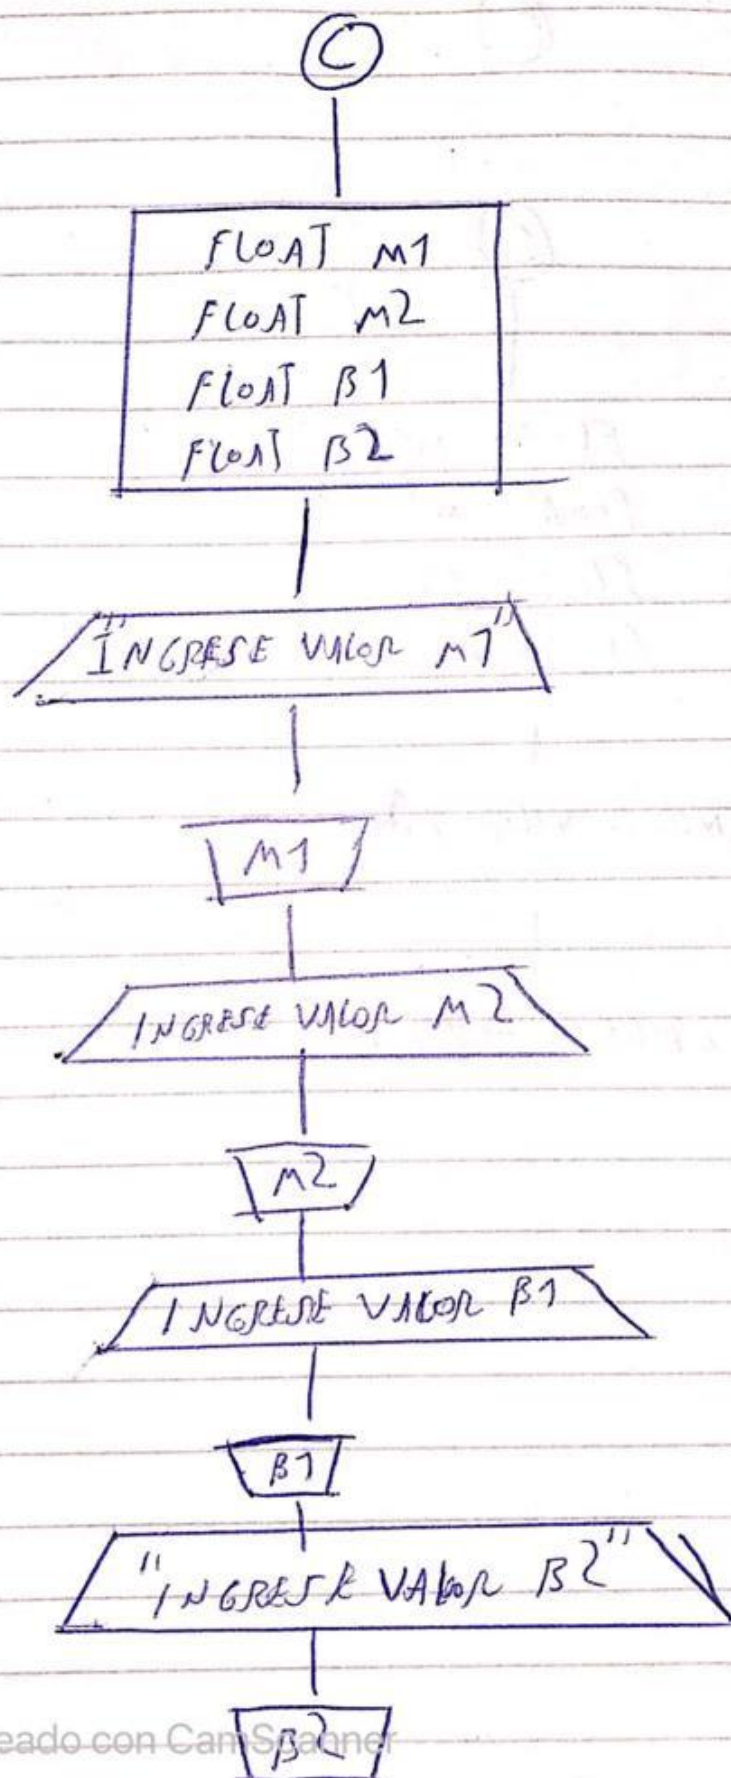 C
FLOAT M1
FLOAT M2
FLOAT B1
FLOAT B2
"INGRESE VALOR M1"
M1
INGRESE VALOR M2
M2
INGRESE VALOR B1
B1
"INGRESE VALOR B2"
B2
eado con CamScanner